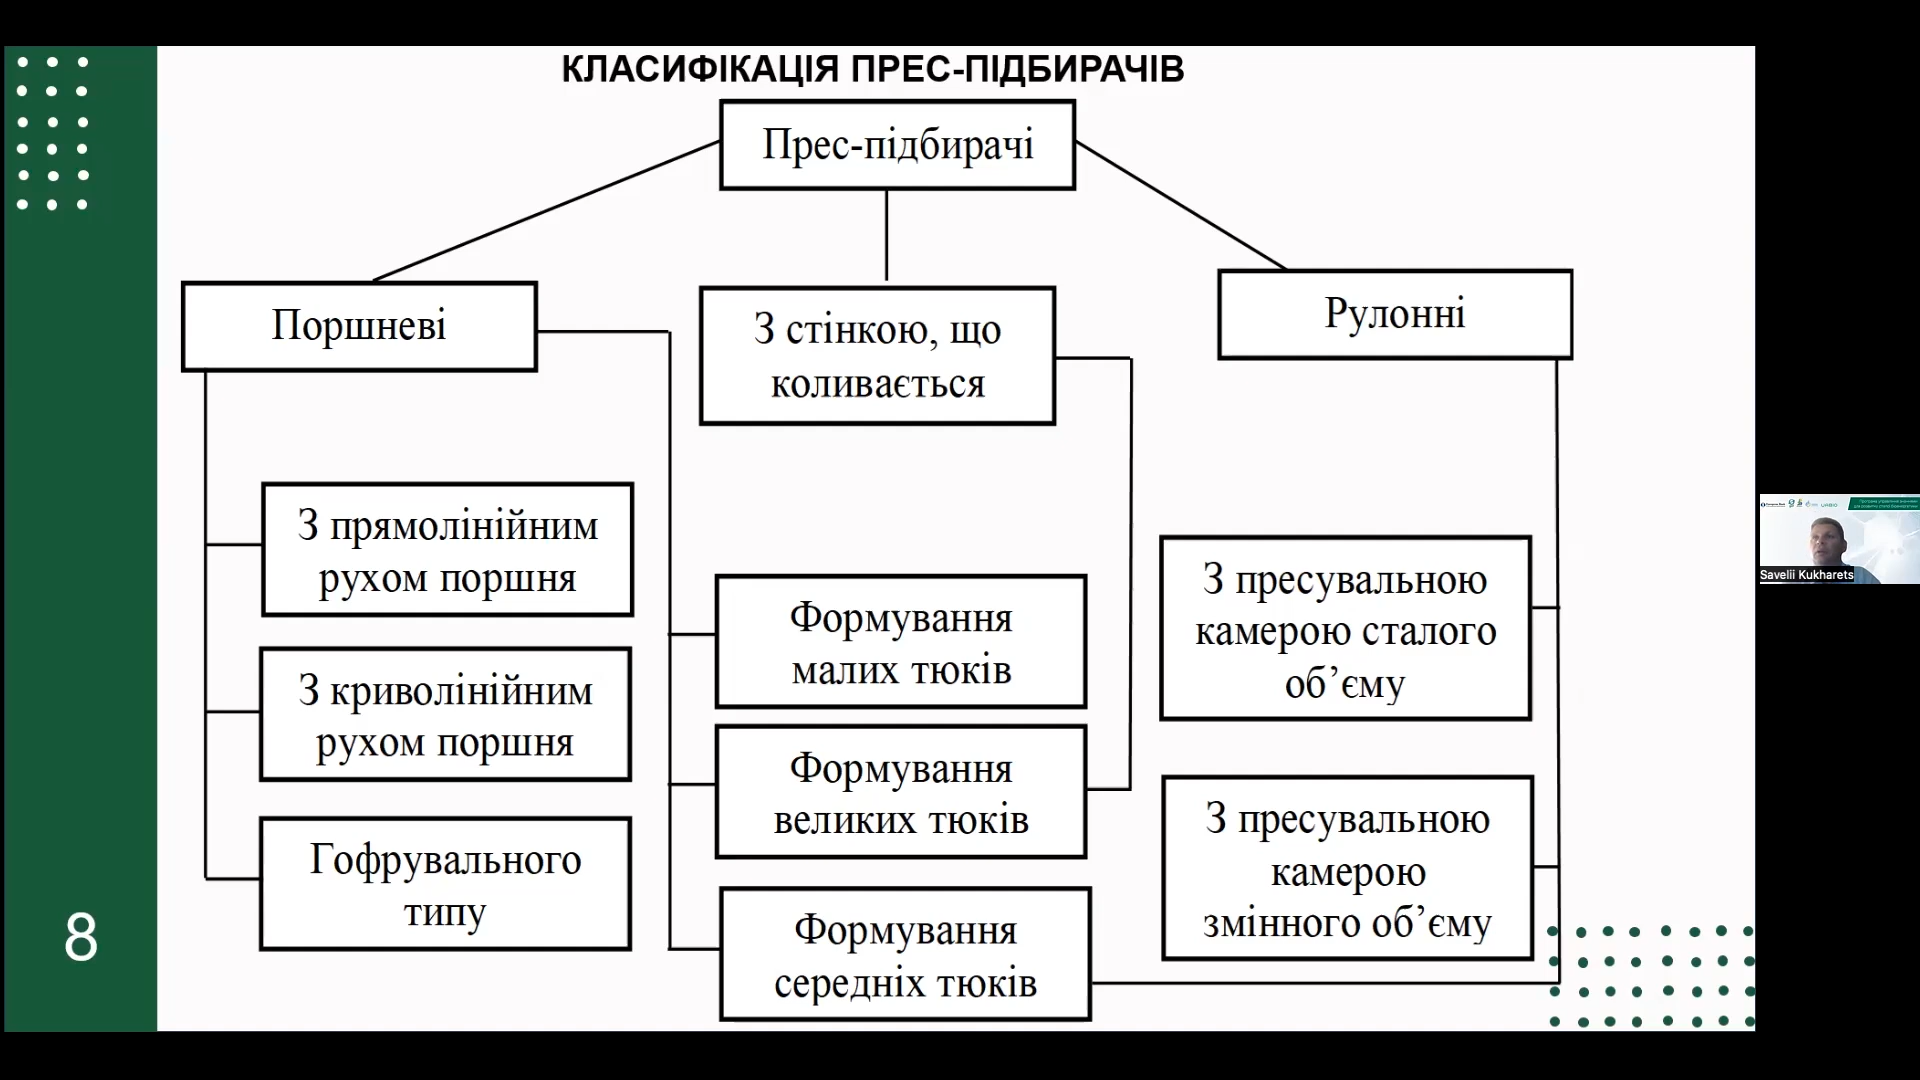 КЛАСИФІКАЦІЯ ПРЕС-ПІДБИРАЧІВ
Прес-підбирачі
Поршневі
З стінкою, що
коливається
Рулонні
З прямолінійним
рухом поршня
З криволінійним
рухом поршня
Гофрувального
типу
Формування
малих тюків
Формування
великих тюків
Формування
середніх тюків
З пресувальною
камерою сталого
об’єму
З пресувальною
камерою
змінного об’єму
8
Savelii Kukharets